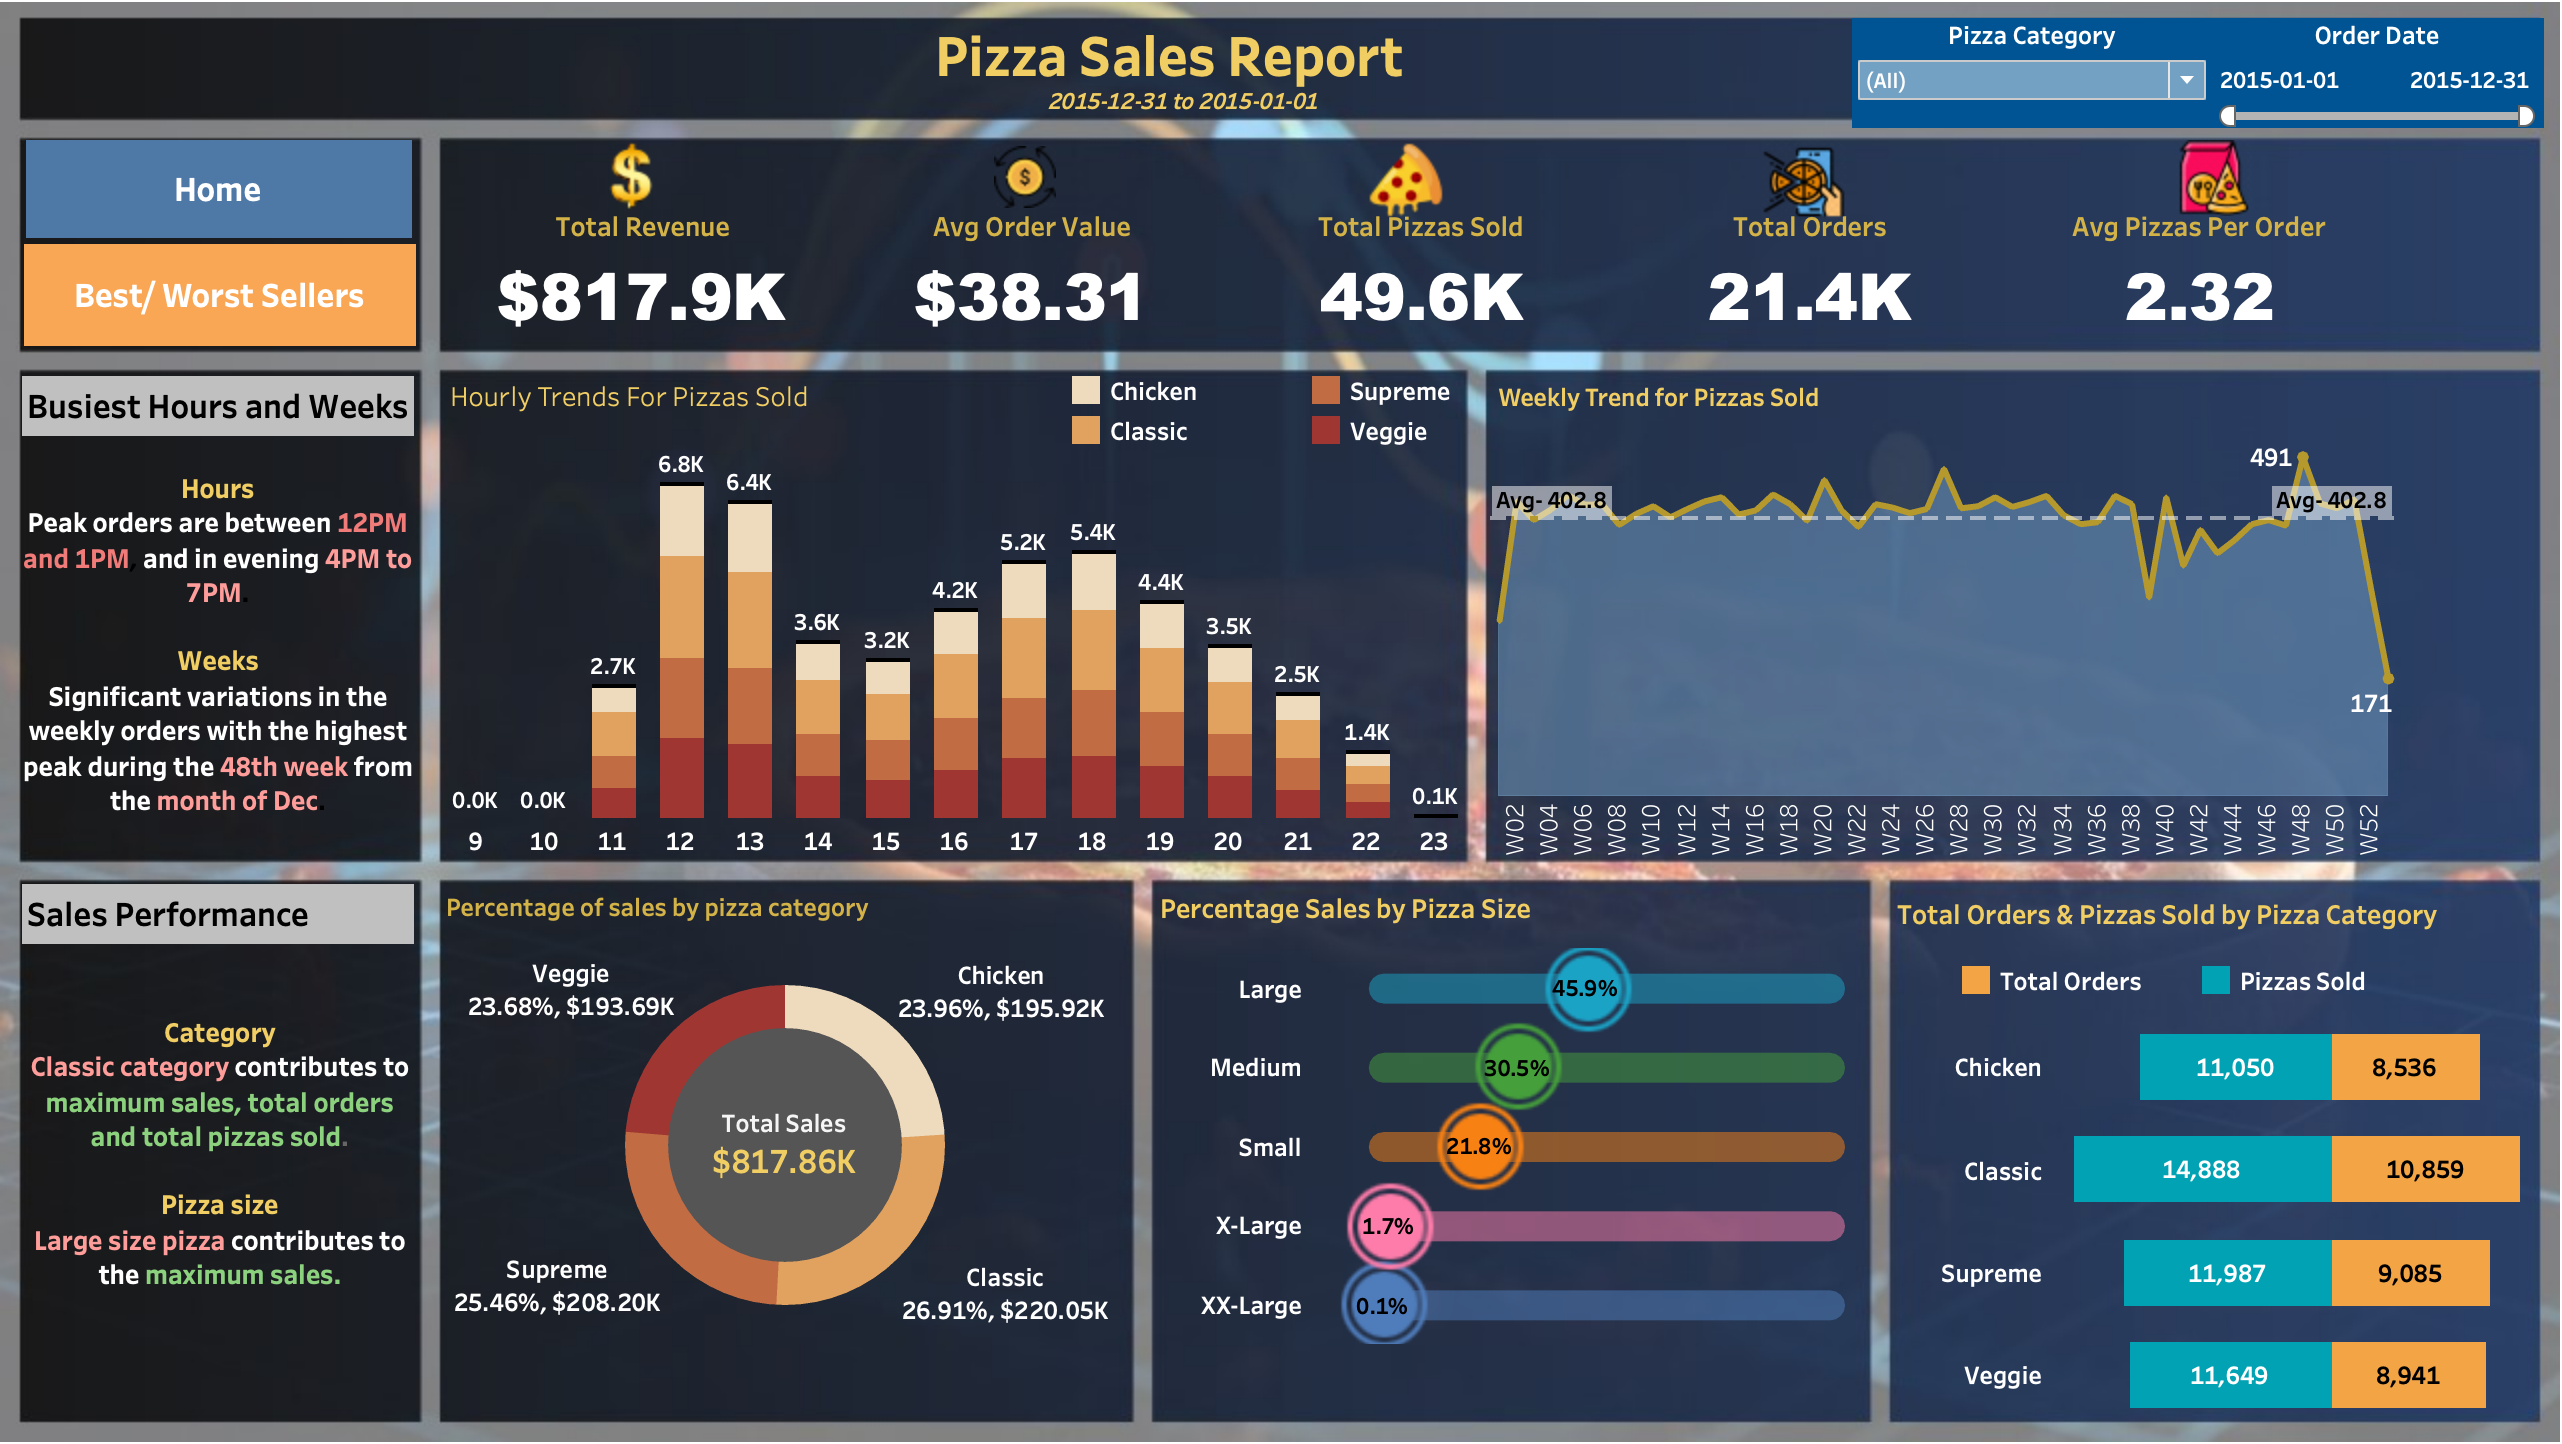 Pizza Sales Report
2015-12-31 to 2015-01-01
Pizza Category
(All)
Order Date
2015-01-01 2015-12-31
Home
Best/ Worst Sellers
Total Revenue
$817.9K
Avg Order Value
$38.31
Total Pizzas Sold
49.6K
Total Orders
21.4K
Avg Pizzas Per Order
2.32
Busiest Hours and Weeks
Hours
Peak orders are between 12PM
and 1PM, and in evening 4PM to
7PM.
Weeks
Significant variations in the
weekly orders with the highest
peak during the 48th week from
the month of Dec.
Hourly Trends For Pizzas Sold
Chicken
Supreme
Classic
Veggie
0.0K 0.0K 2.7K 6.8K 6.4K 3.6K 3.2K 4.2K 5.2K 5.4K 4.4K 3.5K 2.5K 1.4K 0.1K
9 10 11 12 13 14 15 16 17 18 19 20 21 22 23
Weekly Trend for Pizzas Sold
491
Avg- 402.8
Avg- 402.8
171
W02 W04 W06 W08 W10 W12 W14 W16 W18 W20 W22 W24 W26 W28 W30 W32 W34 W36 W38 W40 W42 W44 W46 W48 W50 W52
Sales Performance
Category
Classic category contributes to
maximum sales, total orders
and total pizzas sold.
Pizza size
Large size pizza contributes to
the maximum sales.
Percentage of sales by pizza category
Veggie
23.68%, $193.69K
Chicken
23.96%, $195.92K
Total Sales
$817.86K
Supreme
25.46%, $208.20K
Classic
26.91%, $220.05K
Percentage Sales by Pizza Size
Large 45.9%
Medium 30.5%
Small 21.8%
X-Large 1.7%
XX-Large 0.1%
Total Orders & Pizzas Sold by Pizza Category
Total Orders
Pizzas Sold
Chicken 11,050 8,536
Classic 14,888 10,859
Supreme 11,987 9,085
Veggie 11,649 8,941